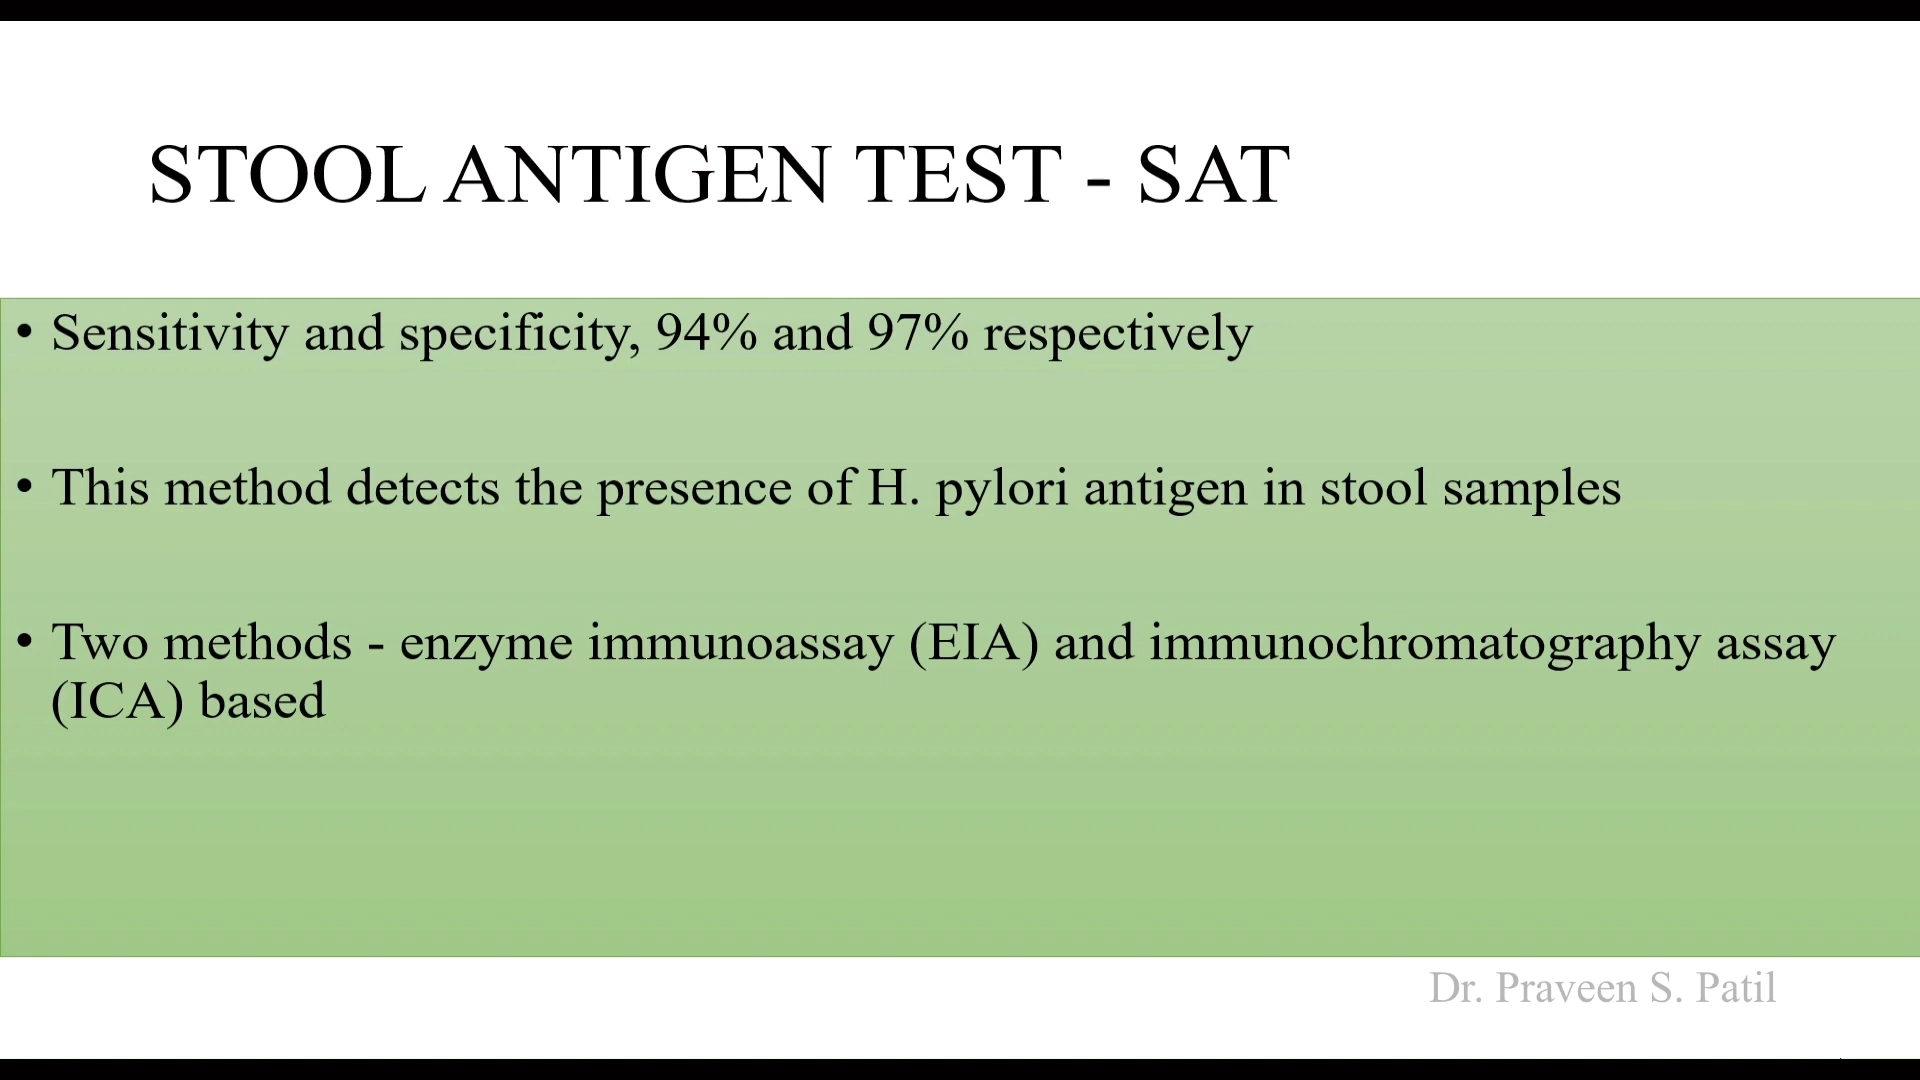 STOOL ANTIGEN TEST - SAT
• Sensitivity and specificity, 94% and 97% respectively
• This method detects the presence of H. pylori antigen in stool samples
• Two methods - enzyme immunoassay (EIA) and immunochromatography assay
(ICA) based
Dr. Praveen S. Patil